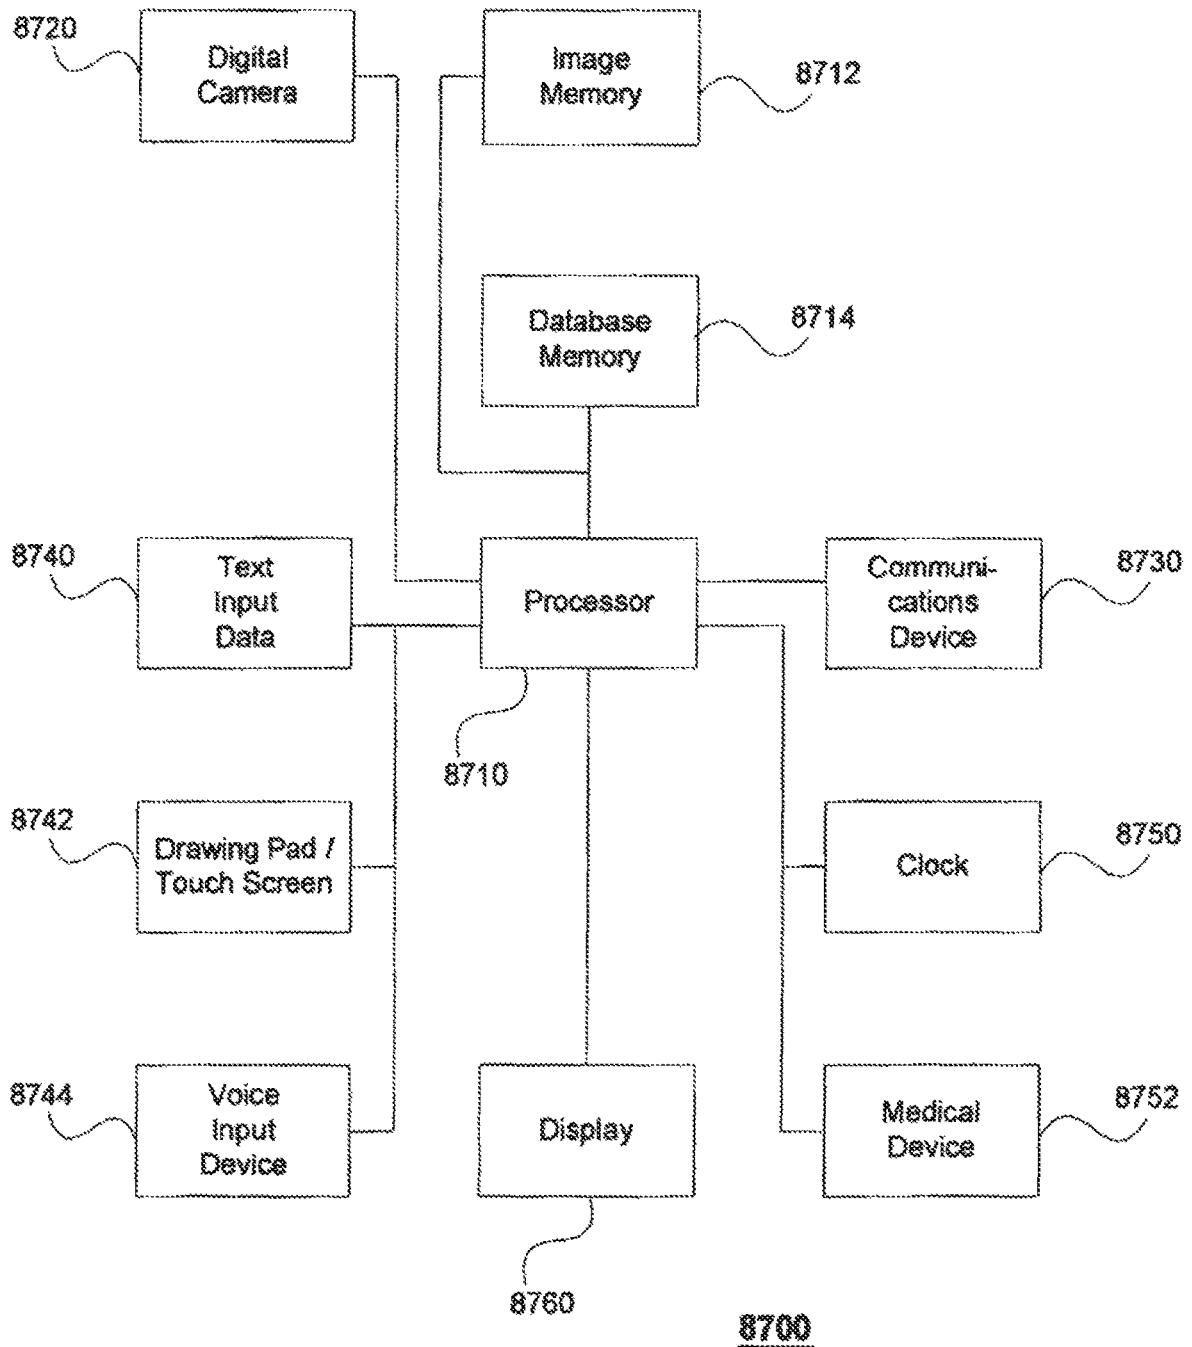 8720
Digital
Camera
Image
Memory
8712
Database
Memory
8714
8740
Text
Input
Data
Processor
8710
Communi-
cations
Device
8730
8742
Drawing Pad /
Touch Screen
Clock
8750
8744
Voice
Input
Device
Display
8760
Medical
Device
8752
8700